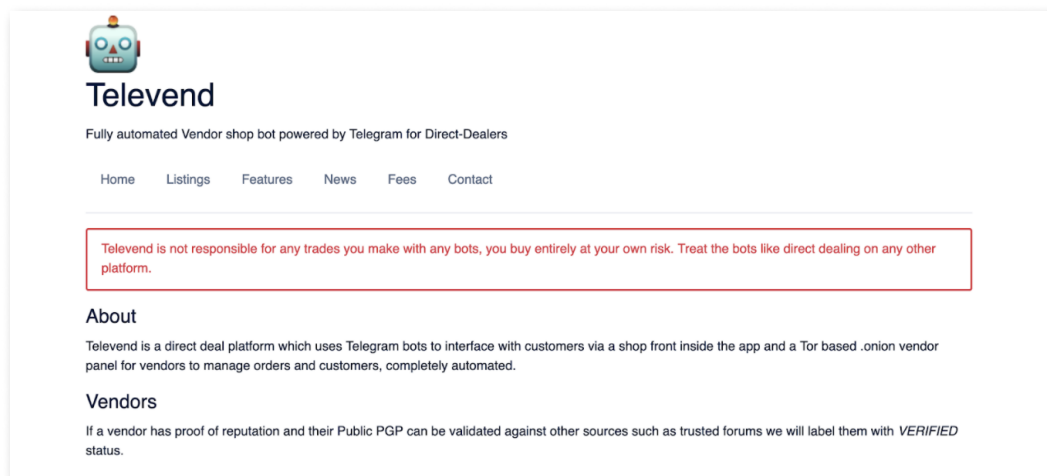 Televend
Fully automated Vendor shop bot powered by Telegram for Direct-Dealers
Home Listings Features News Fees Contact
Televend is not responsible for any trades you make with any bots, you buy entirely at your own risk. Treat the bots like direct dealing on any other
platform.
About
Televend is a direct deal platform which uses Telegram bots to interface with customers via a shop front inside the app and a Tor based .onion vendor
panel for vendors to manage orders and customers, completely automated.
Vendors
If a vendor has proof of reputation and their Public PGP can be validated against other sources such as trusted forums we will label them with VERIFIED
status.